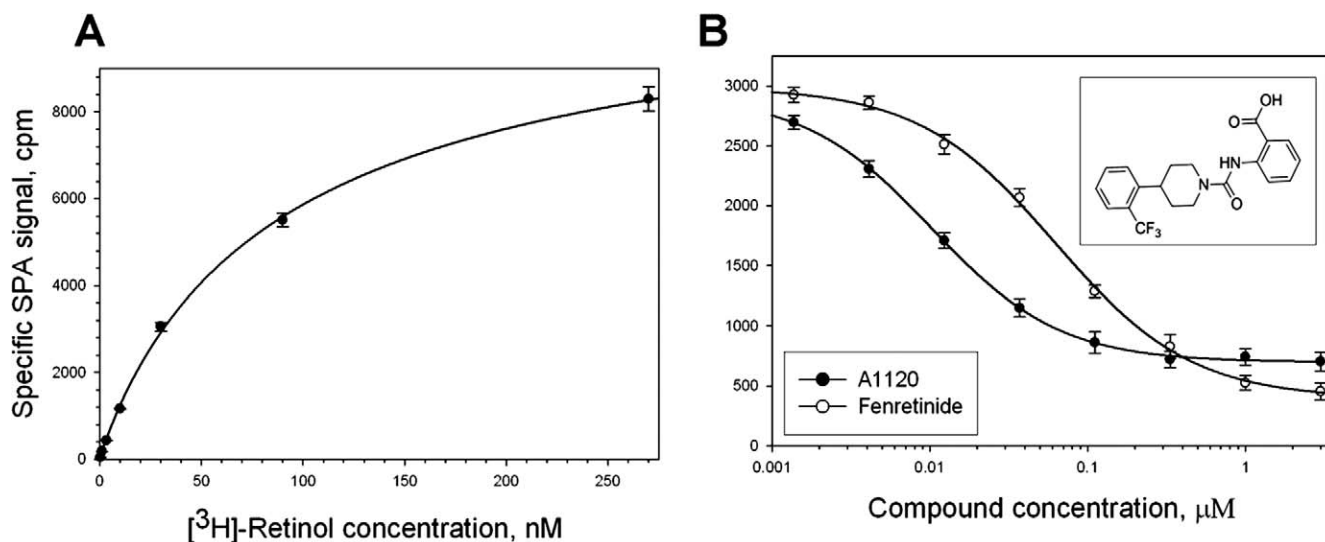 A
Specific SPA signal, cpm
8000
6000
4000
2000
0
0 50 100 150 200 250
[³H]-Retinol concentration, nM
B
3000
2500
2000
1500
1000
500
0
0.001 0.01 0.1 1
Compound concentration, μM
OH
O
HN
N
O
CF₃
A1120
Fenretinide